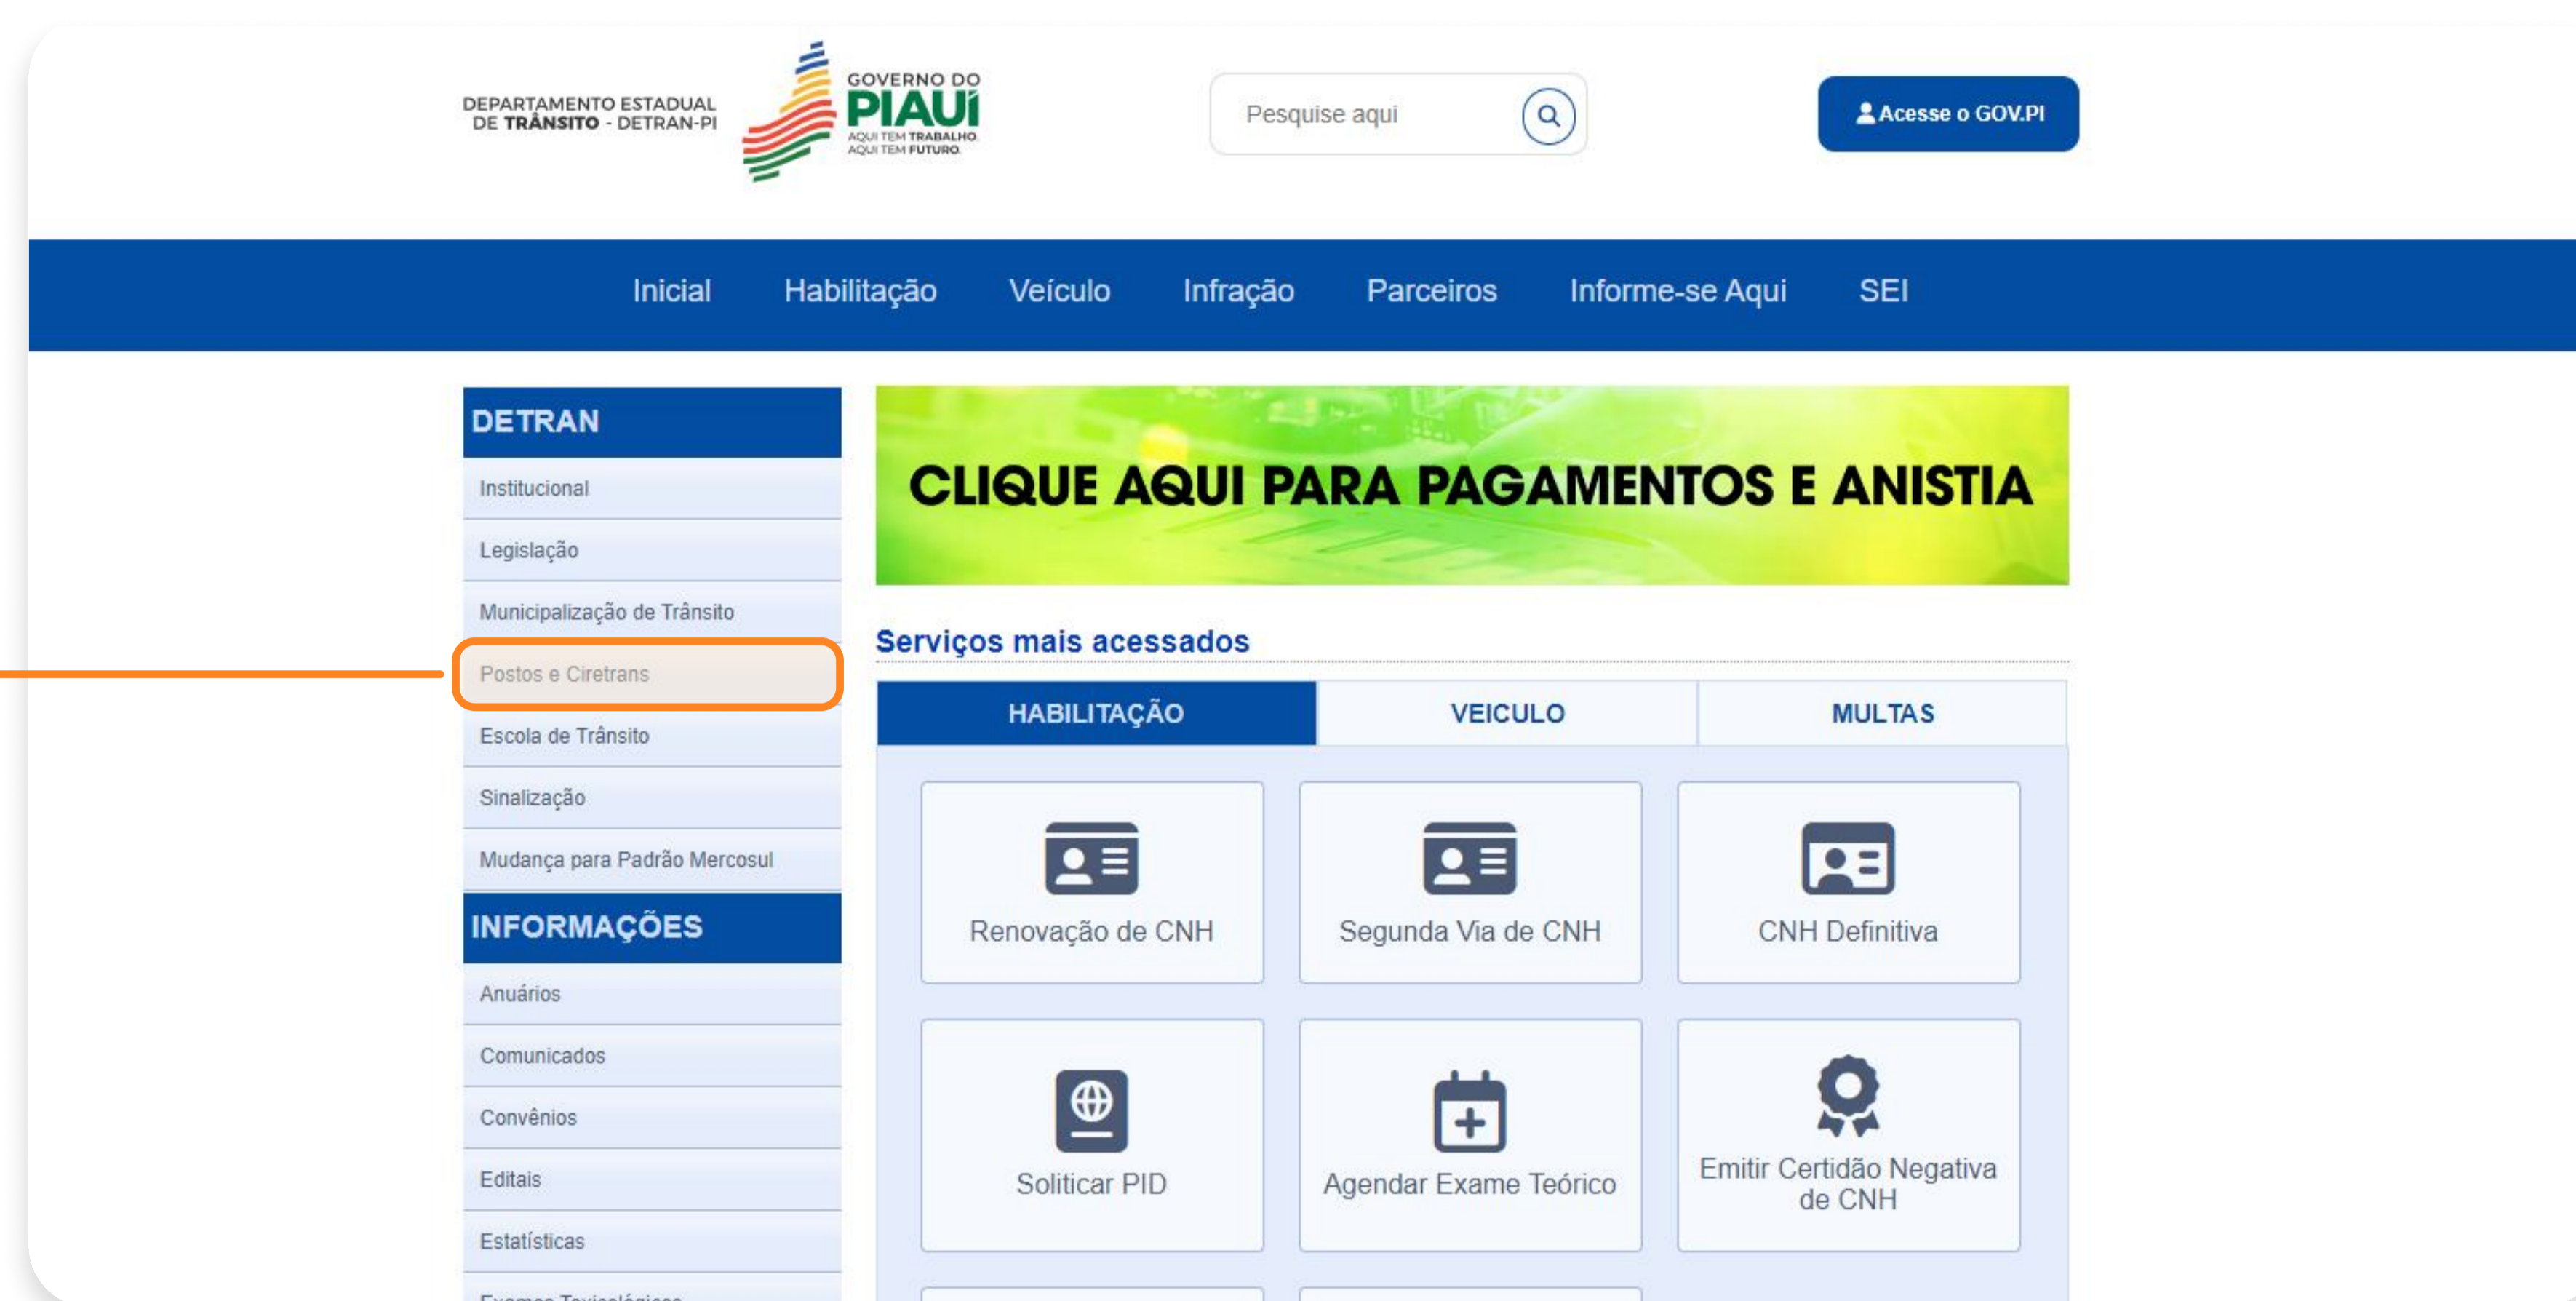 DEPARTAMENTO ESTADUAL
DE TRÂNSITO - DETRAN-PI
GOVERNO DO
PIAUÍ
AQUI TEM TRABALHO.
AQUI TEM FUTURO.
Pesquise aqui
Acesse o GOV.PI
Inicial Habilitação Veículo Infração Parceiros Informe-se Aqui SEI
DETRAN
Institucional
Legislação
Municipalização de Trânsito
Postos e Ciretrans
Escola de Trânsito
Sinalização
Mudança para Padrão Mercosul
INFORMAÇÕES
Anuários
Comunicados
Convênios
Editais
Estatísticas
Exames Toxicológicos
CLIQUE AQUI PARA PAGAMENTOS E ANISTIA
Serviços mais acessados
HABILITAÇÃO VEICULO MULTAS
Renovação de CNH
Segunda Via de CNH
CNH Definitiva
Soliticar PID
Agendar Exame Teórico
Emitir Certidão Negativa
de CNH